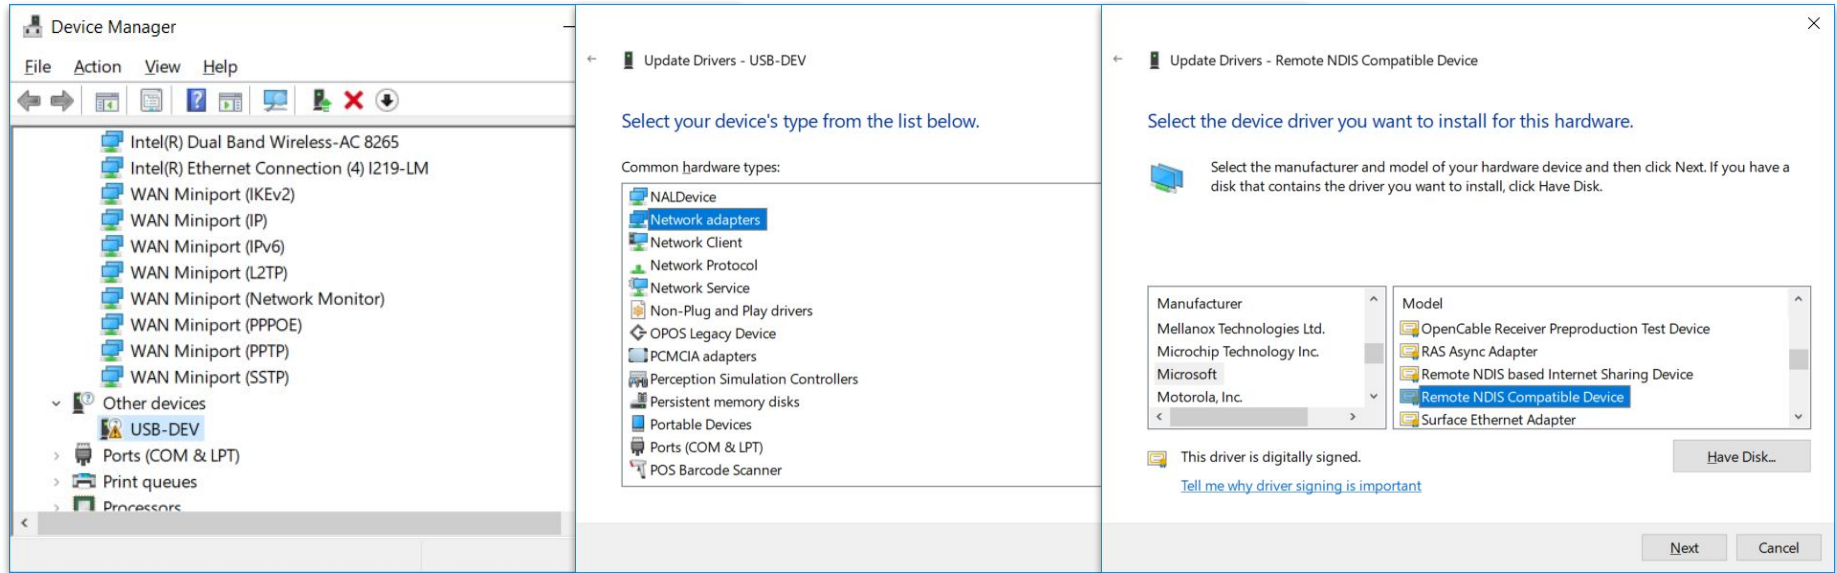 Device Manager
File Action View Help
Intel(R) Dual Band Wireless-AC 8265
Intel(R) Ethernet Connection (4) I219-LM
WAN Miniport (IKEv2)
WAN Miniport (IP)
WAN Miniport (IPv6)
WAN Miniport (L2TP)
WAN Miniport (Network Monitor)
WAN Miniport (PPPOE)
WAN Miniport (PPTP)
WAN Miniport (SSTP)
Other devices
USB-DEV
Ports (COM & LPT)
Print queues
Processors
Update Drivers - USB-DEV
Select your device's type from the list below.
Common hardware types:
NALDevice
Network adapters
Network Client
Network Protocol
Network Service
Non-Plug and Play drivers
OPOS Legacy Device
PCMCIA adapters
Perception Simulation Controllers
Persistent memory disks
Portable Devices
Ports (COM & LPT)
POS Barcode Scanner
Update Drivers - Remote NDIS Compatible Device
Select the device driver you want to install for this hardware.
Select the manufacturer and model of your hardware device and then click Next. If you have a
disk that contains the driver you want to install, click Have Disk.
Manufacturer
Mellanox Technologies Ltd.
Microchip Technology Inc.
Microsoft
Motorola, Inc.
Model
OpenCable Receiver Preproduction Test Device
RAS Async Adapter
Remote NDIS based Internet Sharing Device
Remote NDIS Compatible Device
Surface Ethernet Adapter
This driver is digitally signed.
Have Disk...
Tell me why driver signing is important
Next
Cancel